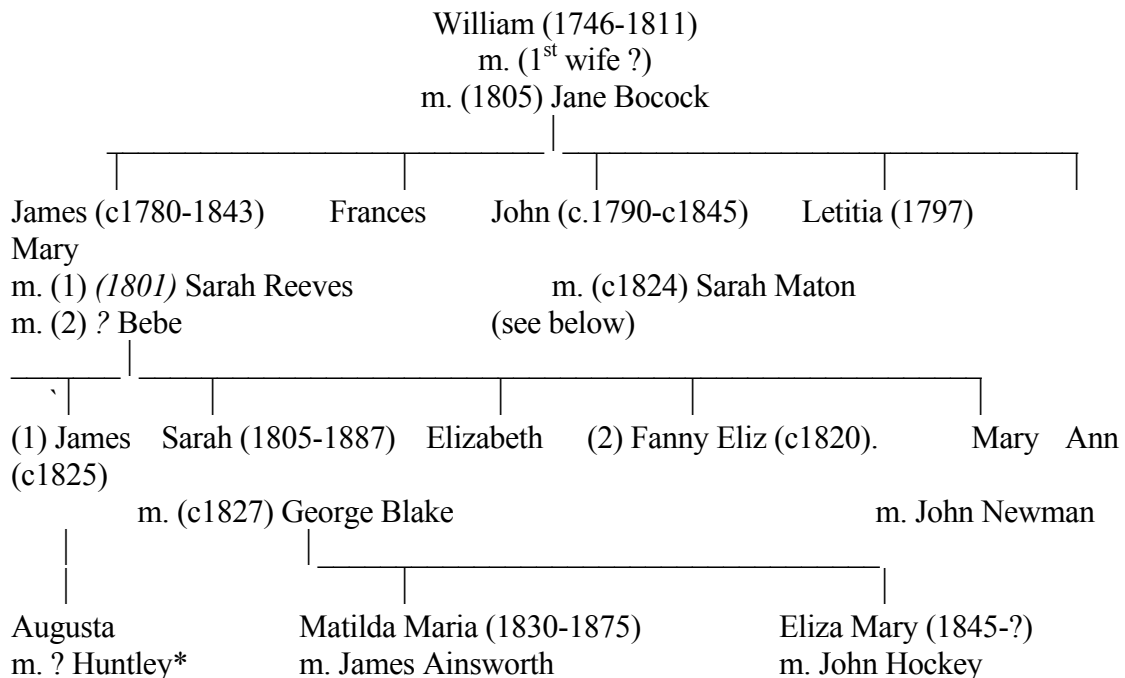 William (1746-1811)
m. (1st wife ?)
m. (1805) Jane Bocock
James (c1780-1843) Frances John (c.1790-c1845) Letitia (1797)
Mary
m. (1) (1801) Sarah Reeves m. (c1824) Sarah Maton
m. (2) ? Bebe (see below)
`
(1) James Sarah (1805-1887) Elizabeth (2) Fanny Eliz (c1820). Mary Ann
(c1825)
m. (c1827) George Blake m. John Newman
Augusta Matilda Maria (1830-1875) Eliza Mary (1845-?)
m. ? Huntley* m. James Ainsworth m. John Hockey